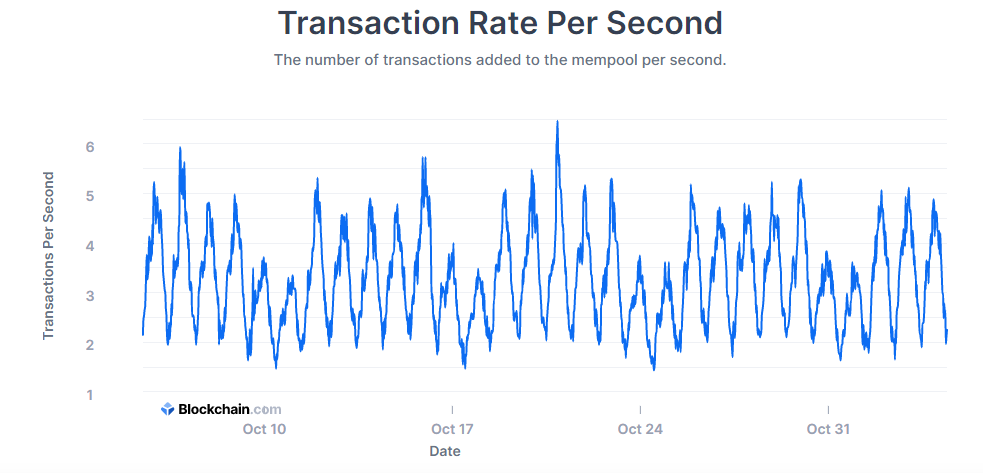 Transaction Rate Per Second
The number of transactions added to the mempool per second.
Transactions Per Second
6
5
4
3
2
1
Blockchain.com
Oct 10
Oct 17
Oct 24
Oct 31
Date